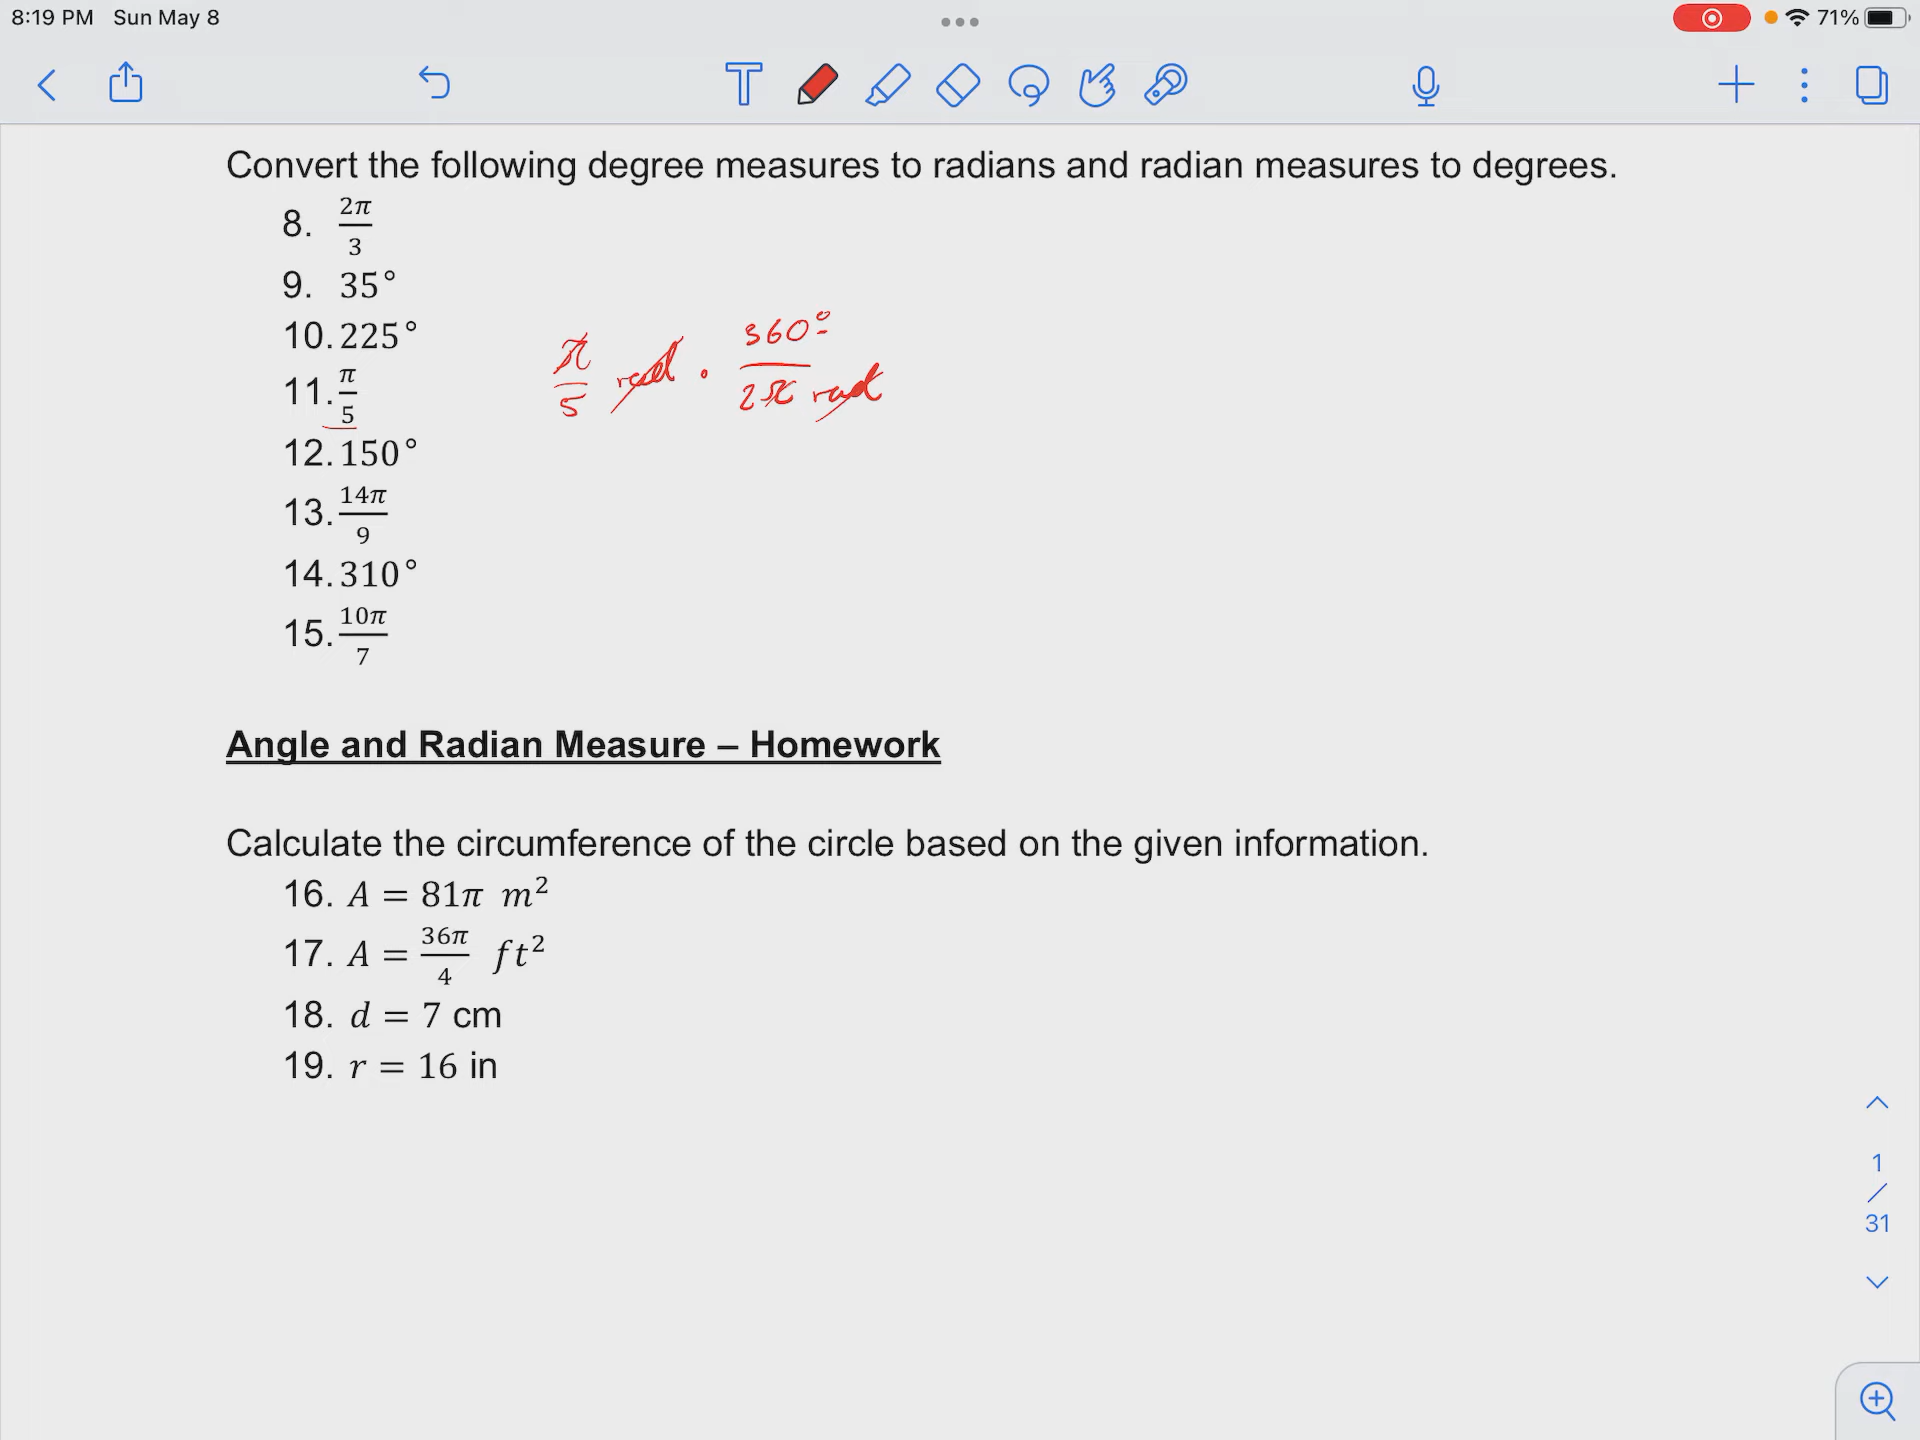 8:19 PM Sun May 8
71%
Convert the following degree measures to radians and radian measures to degrees.
8. 2π/3
9. 35°
10. 225°
11. π/5
π/5 rad · 360°/2π rad
12. 150°
13. 14π/9
14. 310°
15. 10π/7
Angle and Radian Measure – Homework
Calculate the circumference of the circle based on the given information.
16. A = 81π m²
17. A = 36π/4 ft²
18. d = 7 cm
19. r = 16 in
1
/
31